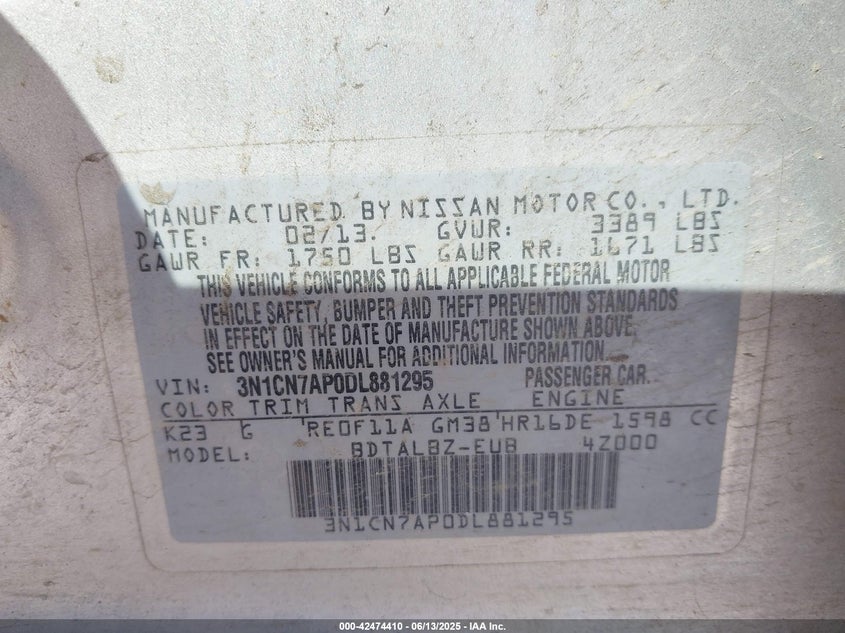 MANUFACTURED BY NISSAN MOTOR CO., LTD.
DATE: 02/13. GVWR: 3389 LBS
GAWR FR: 1750 LBS GAWR RR: 1671 LBS
THIS VEHICLE CONFORMS TO ALL APPLICABLE FEDERAL MOTOR
VEHICLE SAFETY, BUMPER AND THEFT PREVENTION STANDARDS
IN EFFECT ON THE DATE OF MANUFACTURE SHOWN ABOVE.
SEE OWNER'S MANUAL FOR ADDITIONAL INFORMATION.
VIN: 3N1CN7AP0DL881295 PASSENGER CAR.
COLOR TRIM TRANS AXLE ENGINE
K23 G RE0F11A GM38 HR16DE 1598 CC
MODEL: BDTALBZ-EUB 4Z000
3N1CN7AP0DL881295
000-42474410 - 06/13/2025 - IAA Inc.